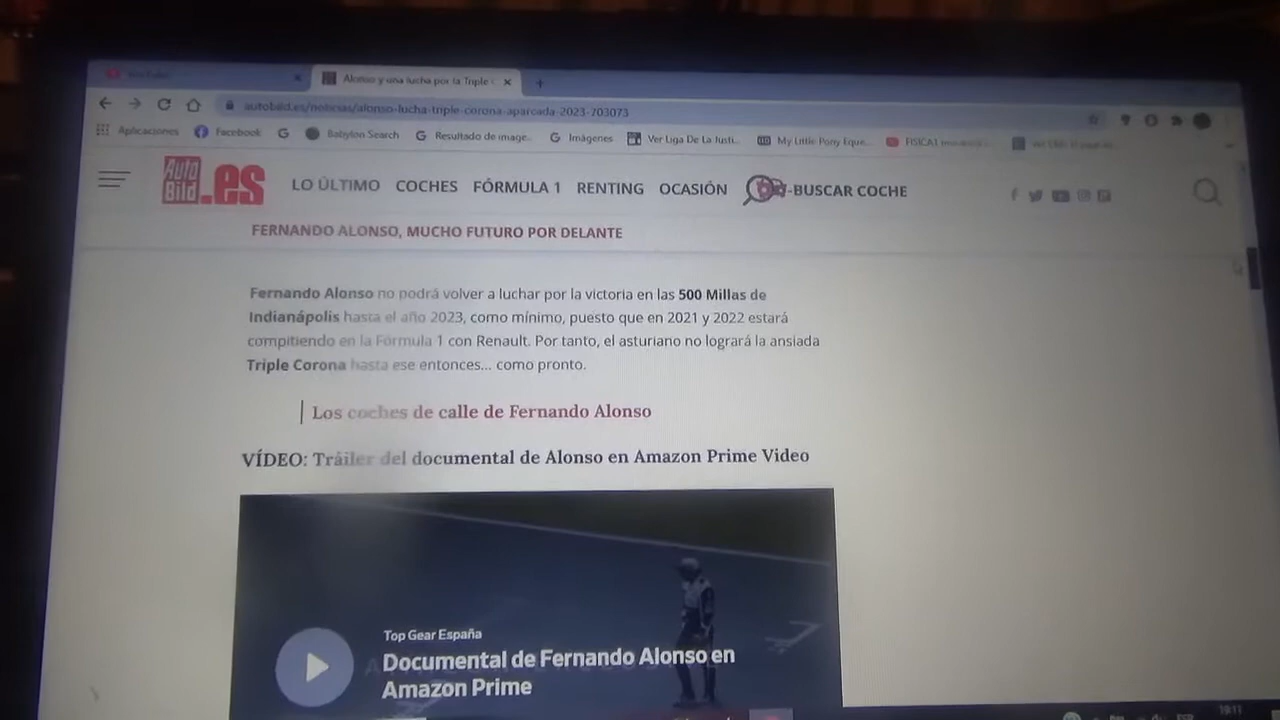 Alonso y una lucha por la Triple
autobild.es/noticias/alonso-lucha-triple-corona-aparcada-2023-703073
Aplicaciones Facebook Babylon Search Resultado de image... Imágenes Ver Liga De La Justi... My Little Pony Eque...
Auto Bild .es LO ÚLTIMO COCHES FÓRMULA 1 RENTING OCASIÓN -BUSCAR COCHE
FERNANDO ALONSO, MUCHO FUTURO POR DELANTE
Fernando Alonso no podrá volver a luchar por la victoria en las 500 Millas de
Indianápolis hasta el año 2023, como mínimo, puesto que en 2021 y 2022 estará
compitiendo en la Fórmula 1 con Renault. Por tanto, el asturiano no logrará la ansiada
Triple Corona hasta ese entonces... como pronto.
Los coches de calle de Fernando Alonso
VÍDEO: Tráiler del documental de Alonso en Amazon Prime Video
Top Gear España
Documental de Fernando Alonso en
Amazon Prime
19:11